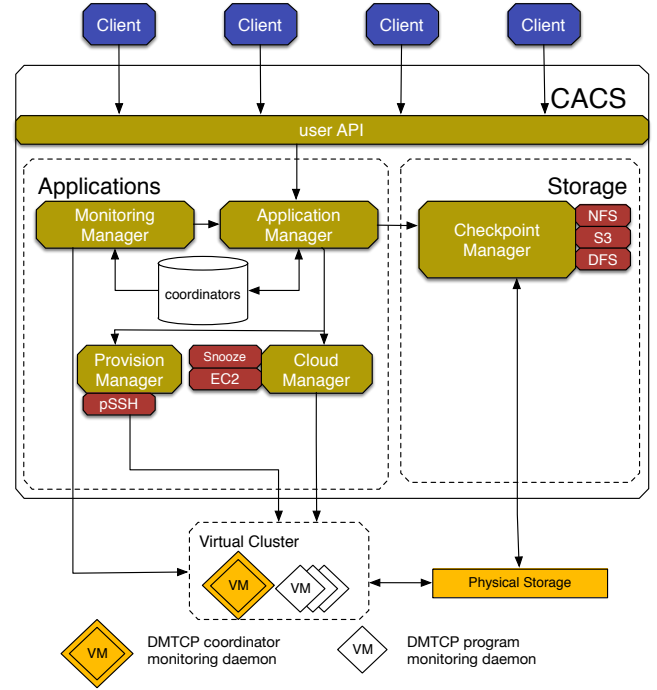 Client
Client
Client
Client
CACS
user API
Applications
Storage
Monitoring
Manager
Application
Manager
Checkpoint
Manager
NFS
S3
DFS
coordinators
Provision
Manager
pSSH
Snooze
EC2
Cloud
Manager
Virtual Cluster
VM
VM
Physical Storage
VM
DMTCP coordinator
monitoring daemon
VM
DMTCP program
monitoring daemon